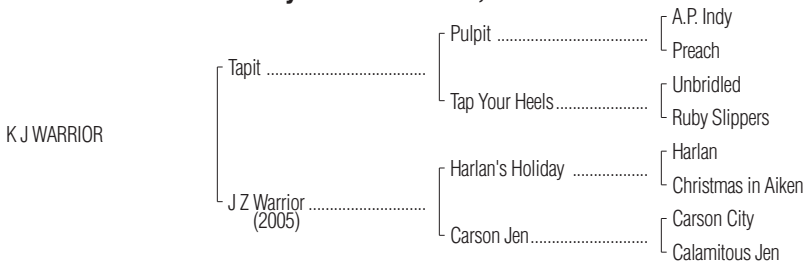 A.P. Indy
Pulpit
Preach
Tapit
Unbridled
Tap Your Heels
Ruby Slippers
K J WARRIOR
Harlan
Harlan's Holiday
Christmas in Aiken
J Z Warrior
(2005)
Carson City
Carson Jen
Calamitous Jen